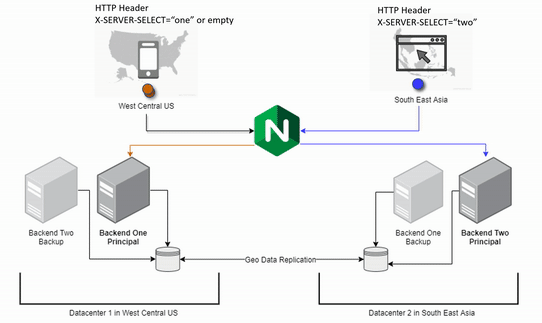 HTTP Header
X-SERVER-SELECT="one" or empty
HTTP Header
X-SERVER-SELECT="two"
West Central US
South East Asia
N
Backend Two
Backup
Backend One
Principal
Backend One
Backup
Backend Two
Principal
Geo Data Replication
Datacenter 1 in West Central US
Datacenter 2 in South East Asia